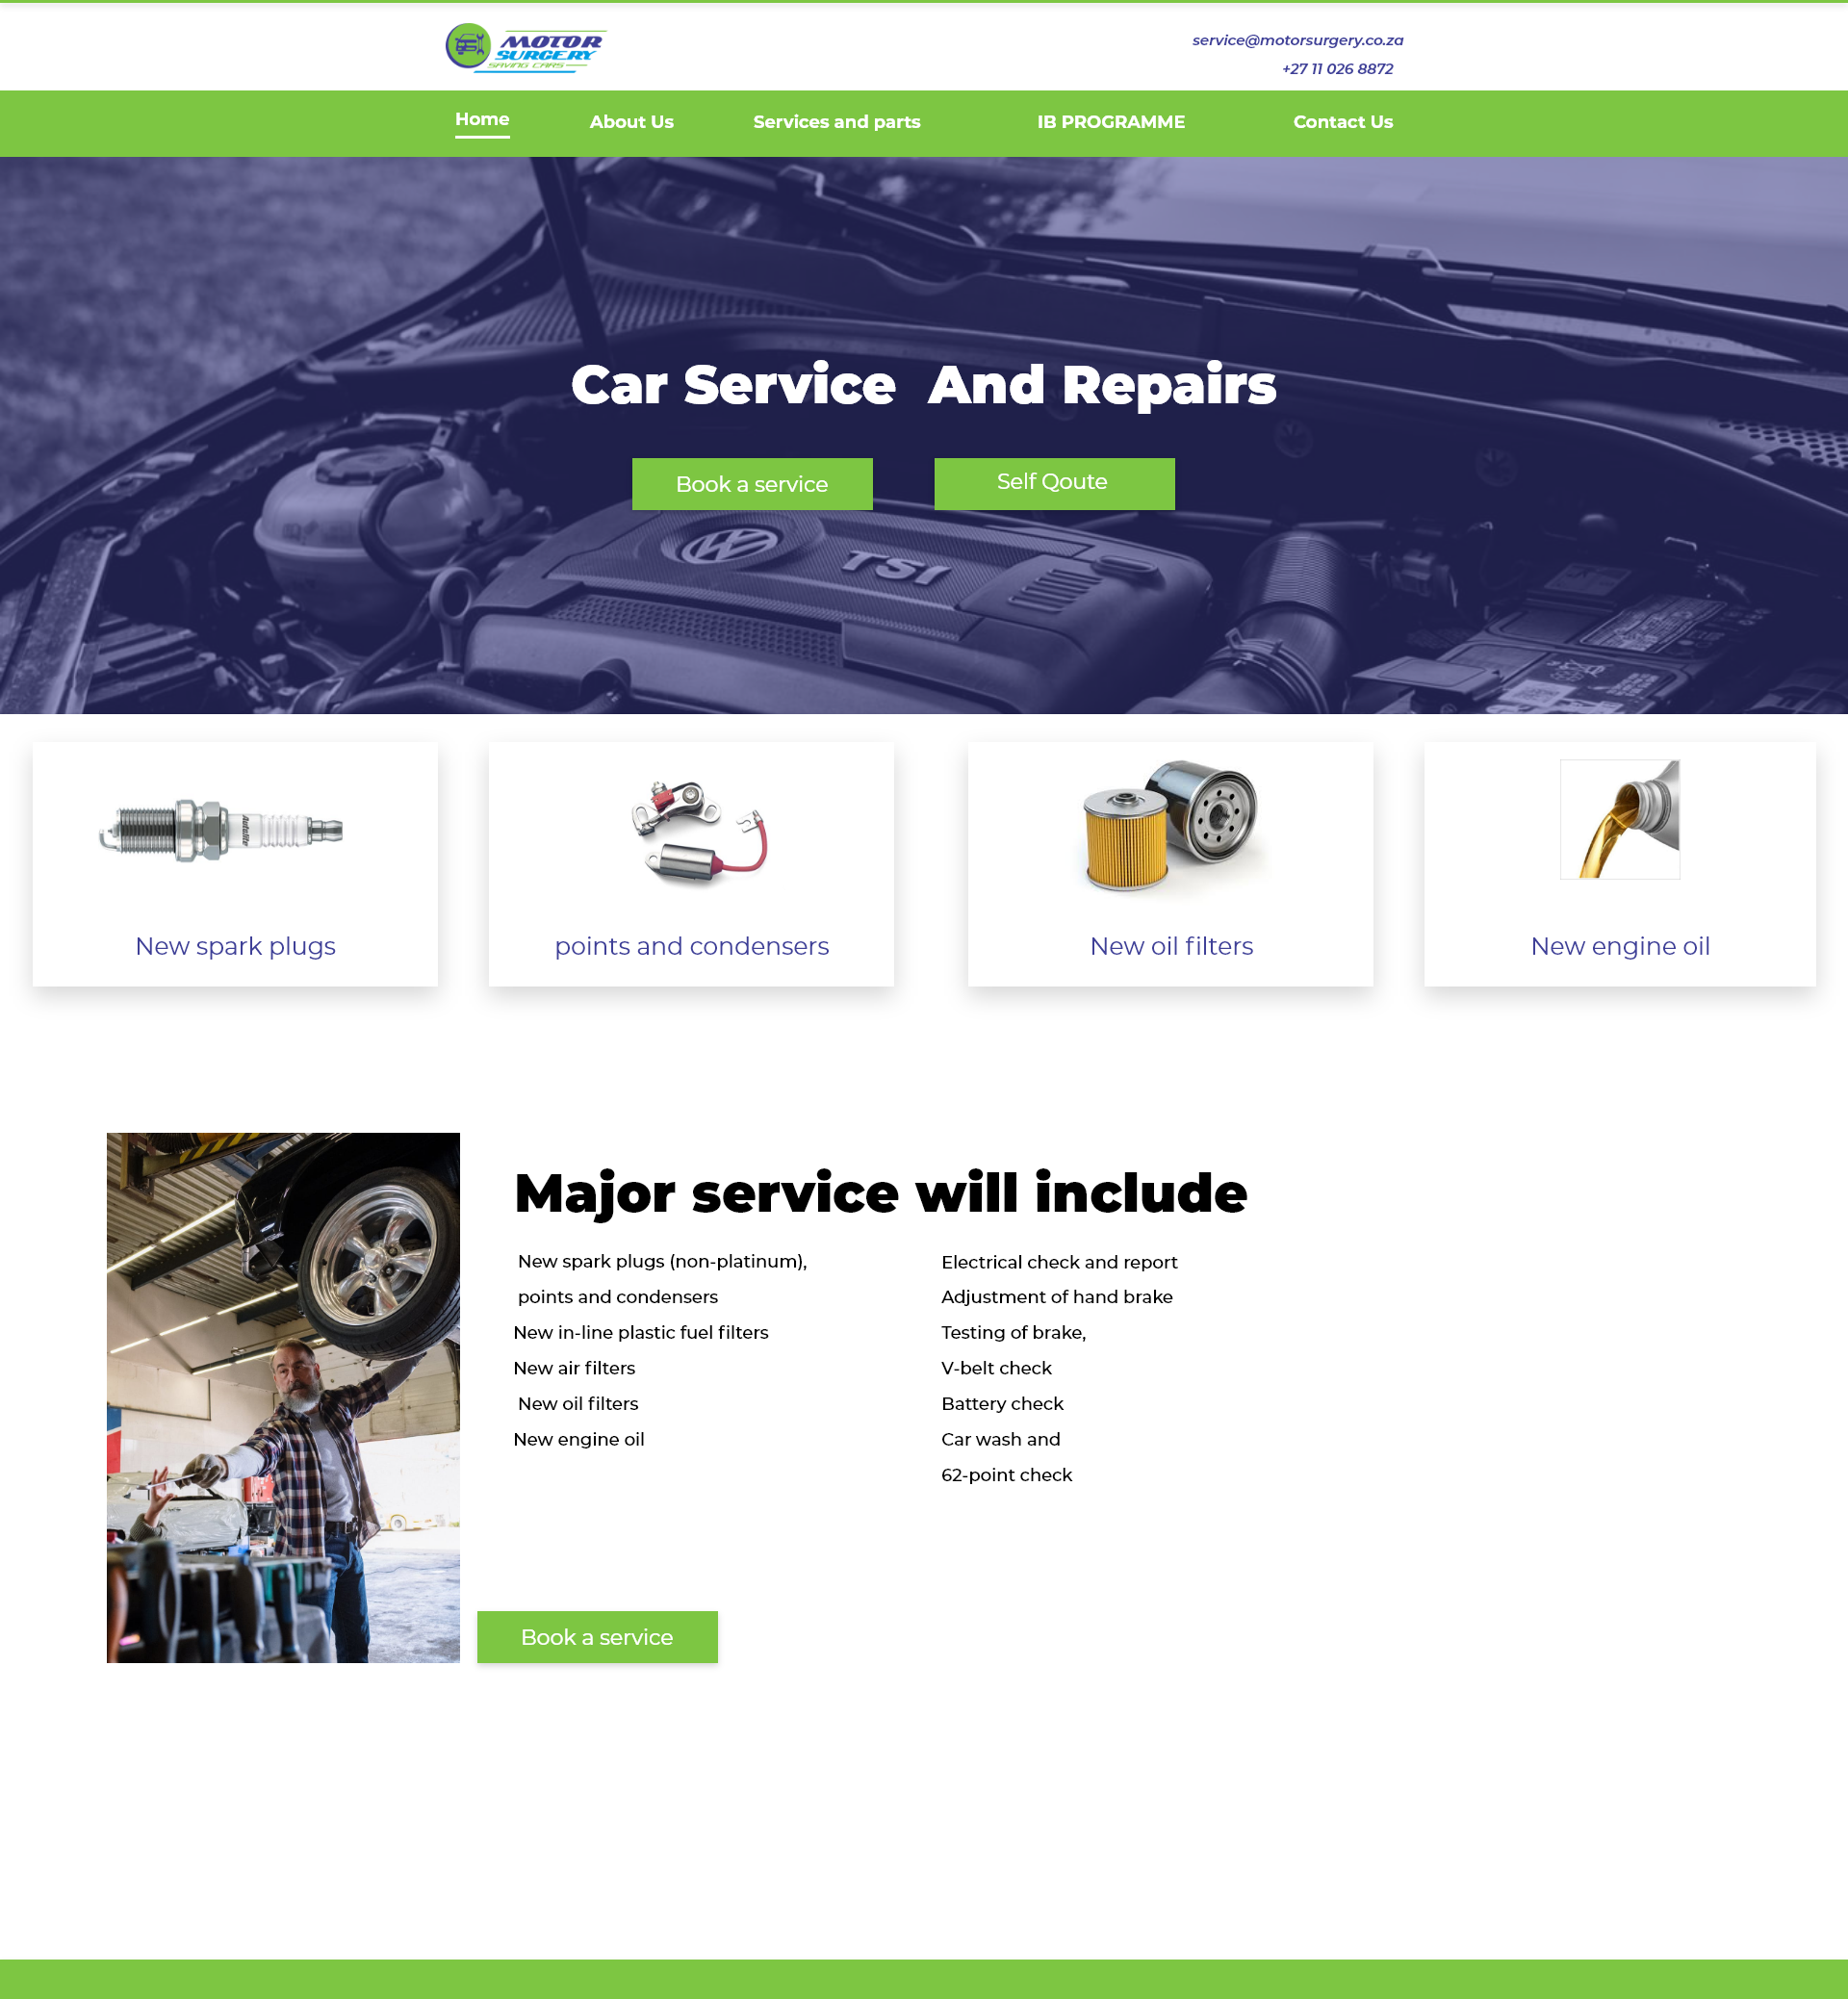 MOTOR
SURGERY
SAVING CARS
service@motorsurgery.co.za
+27 11 026 8872
Home
About Us
Services and parts
IB PROGRAMME
Contact Us
Car Service And Repairs
Book a service
Self Qoute
TSI
Autolite
New spark plugs
points and condensers
New oil filters
New engine oil
Major service will include
New spark plugs (non-platinum),
points and condensers
New in-line plastic fuel filters
New air filters
New oil filters
New engine oil
Electrical check and report
Adjustment of hand brake
Testing of brake,
V-belt check
Battery check
Car wash and
62-point check
Book a service